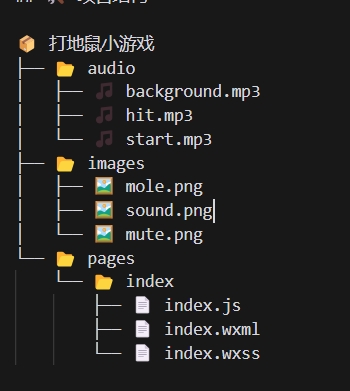 📦 打地鼠小游戏
├── 📂 audio
│   ├── 🎵 background.mp3
│   ├── 🎵 hit.mp3
│   └── 🎵 start.mp3
├── 📂 images
│   ├── 🖼️ mole.png
│   ├── 🖼️ sound.png
│   └── 🖼️ mute.png
└── 📂 pages
    └── 📂 index
        ├── 📄 index.js
        ├── 📄 index.wxml
        └── 📄 index.wxss